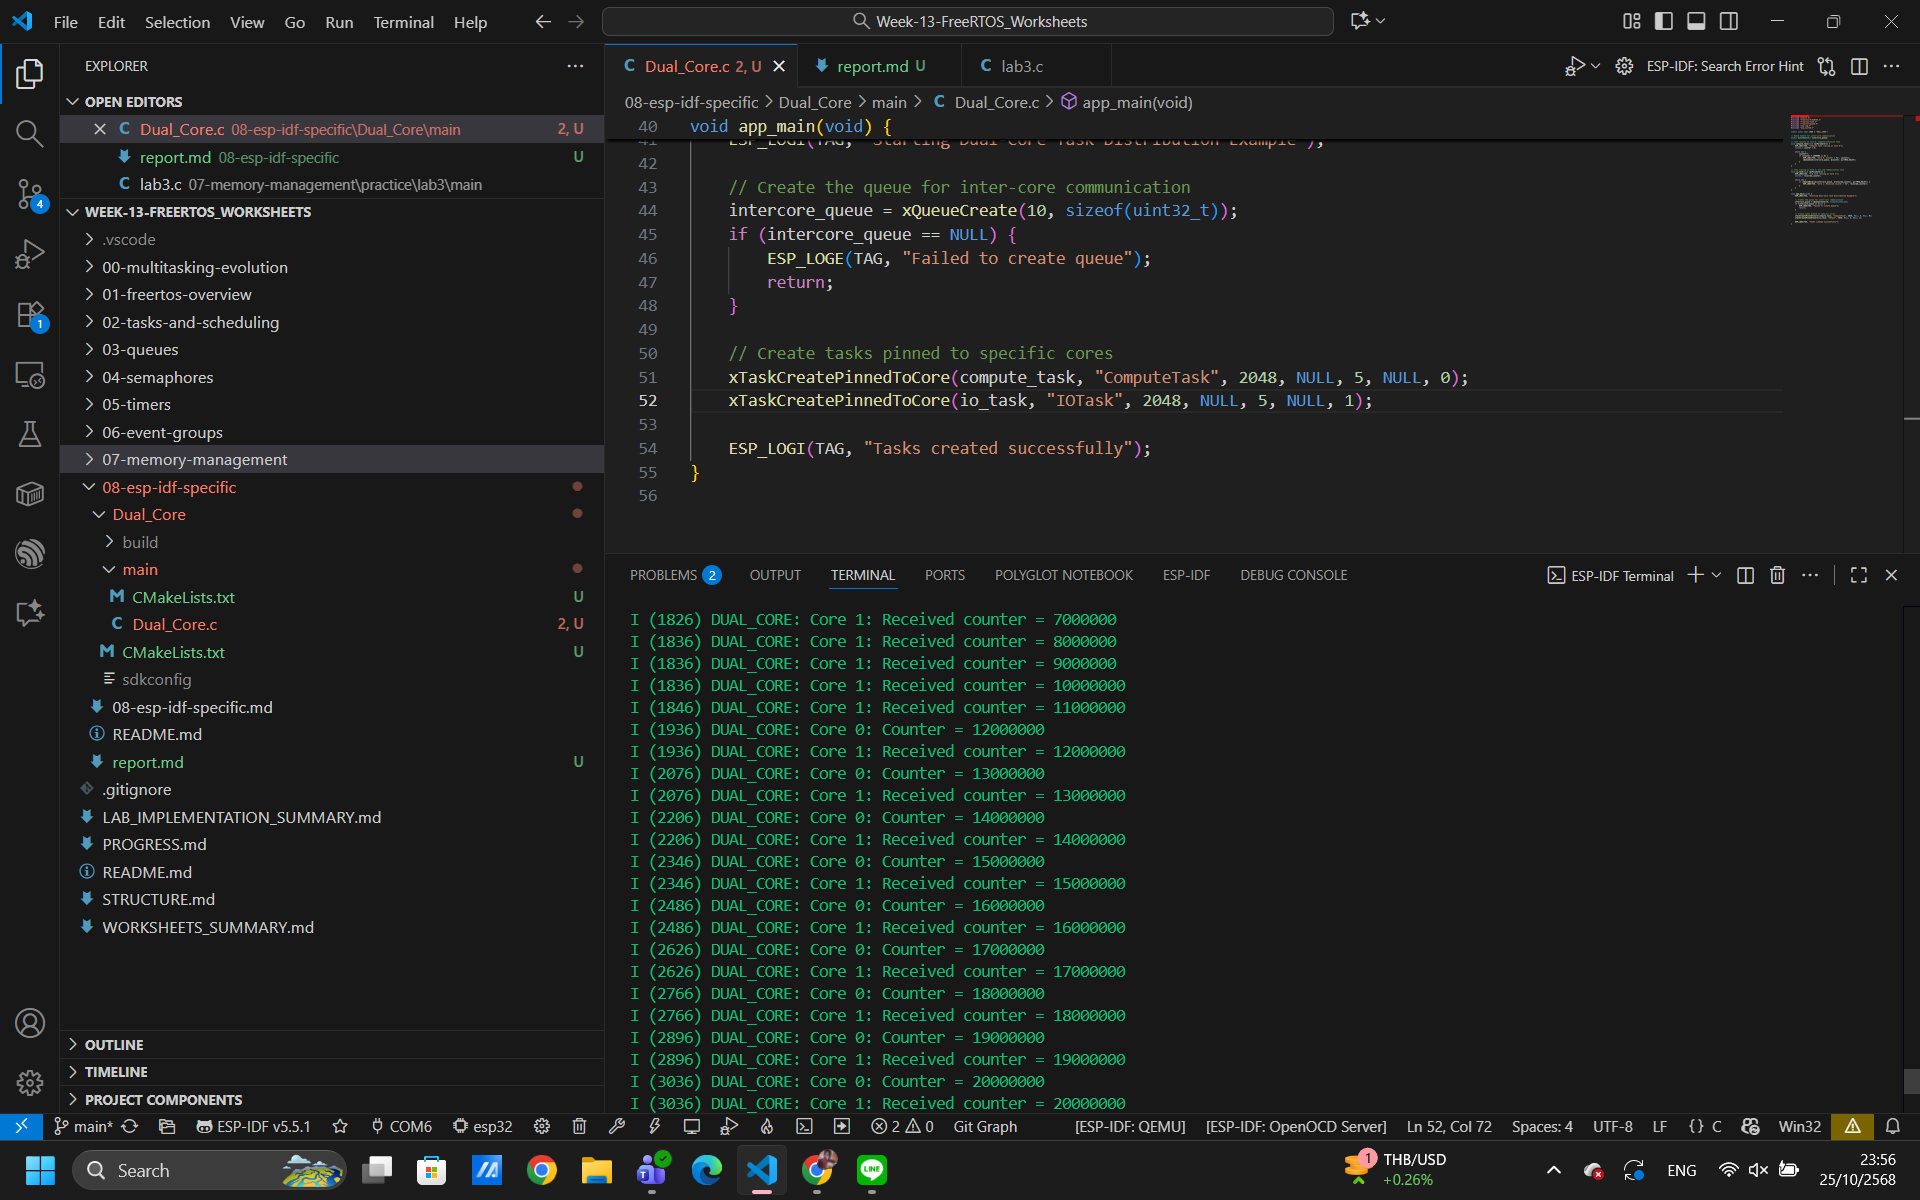 File Edit Selection View Go Run Terminal Help
Week-13-FreeRTOS_Worksheets
EXPLORER
OPEN EDITORS
Dual_Core.c 08-esp-idf-specific\Dual_Core\main 2, U
report.md 08-esp-idf-specific U
lab3.c 07-memory-management\practice\lab3\main
WEEK-13-FREERTOS_WORKSHEETS
.vscode
00-multitasking-evolution
01-freertos-overview
02-tasks-and-scheduling
03-queues
04-semaphores
05-timers
06-event-groups
07-memory-management
08-esp-idf-specific
Dual_Core
build
main
CMakeLists.txt U
Dual_Core.c 2, U
CMakeLists.txt U
sdkconfig
08-esp-idf-specific.md
README.md
report.md U
.gitignore
LAB_IMPLEMENTATION_SUMMARY.md
PROGRESS.md
README.md
STRUCTURE.md
WORKSHEETS_SUMMARY.md
OUTLINE
TIMELINE
PROJECT COMPONENTS
4
1
Dual_Core.c 2, U
report.md U
lab3.c
ESP-IDF: Search Error Hint
08-esp-idf-specific > Dual_Core > main > C Dual_Core.c > app_main(void)
40 void app_main(void) {
41 ESP_LOGI(TAG, "Starting Dual-Core Task Distribution Example");
42
43 // Create the queue for inter-core communication
44 intercore_queue = xQueueCreate(10, sizeof(uint32_t));
45 if (intercore_queue == NULL) {
46 ESP_LOGE(TAG, "Failed to create queue");
47 return;
48 }
49
50 // Create tasks pinned to specific cores
51 xTaskCreatePinnedToCore(compute_task, "ComputeTask", 2048, NULL, 5, NULL, 0);
52 xTaskCreatePinnedToCore(io_task, "IOTask", 2048, NULL, 5, NULL, 1);
53
54 ESP_LOGI(TAG, "Tasks created successfully");
55 }
56
PROBLEMS 2 OUTPUT TERMINAL PORTS POLYGLOT NOTEBOOK ESP-IDF DEBUG CONSOLE
ESP-IDF Terminal
I (1826) DUAL_CORE: Core 1: Received counter = 7000000
I (1836) DUAL_CORE: Core 1: Received counter = 8000000
I (1836) DUAL_CORE: Core 1: Received counter = 9000000
I (1836) DUAL_CORE: Core 1: Received counter = 10000000
I (1846) DUAL_CORE: Core 1: Received counter = 11000000
I (1936) DUAL_CORE: Core 0: Counter = 12000000
I (1936) DUAL_CORE: Core 1: Received counter = 12000000
I (2076) DUAL_CORE: Core 0: Counter = 13000000
I (2076) DUAL_CORE: Core 1: Received counter = 13000000
I (2206) DUAL_CORE: Core 0: Counter = 14000000
I (2206) DUAL_CORE: Core 1: Received counter = 14000000
I (2346) DUAL_CORE: Core 0: Counter = 15000000
I (2346) DUAL_CORE: Core 1: Received counter = 15000000
I (2486) DUAL_CORE: Core 0: Counter = 16000000
I (2486) DUAL_CORE: Core 1: Received counter = 16000000
I (2626) DUAL_CORE: Core 0: Counter = 17000000
I (2626) DUAL_CORE: Core 1: Received counter = 17000000
I (2766) DUAL_CORE: Core 0: Counter = 18000000
I (2766) DUAL_CORE: Core 1: Received counter = 18000000
I (2896) DUAL_CORE: Core 0: Counter = 19000000
I (2896) DUAL_CORE: Core 1: Received counter = 19000000
I (3036) DUAL_CORE: Core 0: Counter = 20000000
I (3036) DUAL_CORE: Core 1: Received counter = 20000000
main* ESP-IDF v5.5.1 COM6 esp32 2 0 Git Graph [ESP-IDF: QEMU] [ESP-IDF: OpenOCD Server] Ln 52, Col 72 Spaces: 4 UTF-8 LF {} C Win32
Search
1 THB/USD
+0.26%
ENG
23:56
25/10/2568